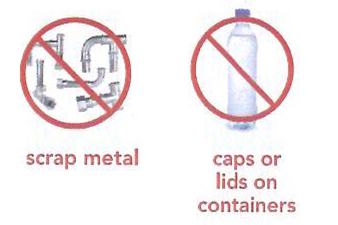 scrap metal
caps or
lids on
containers